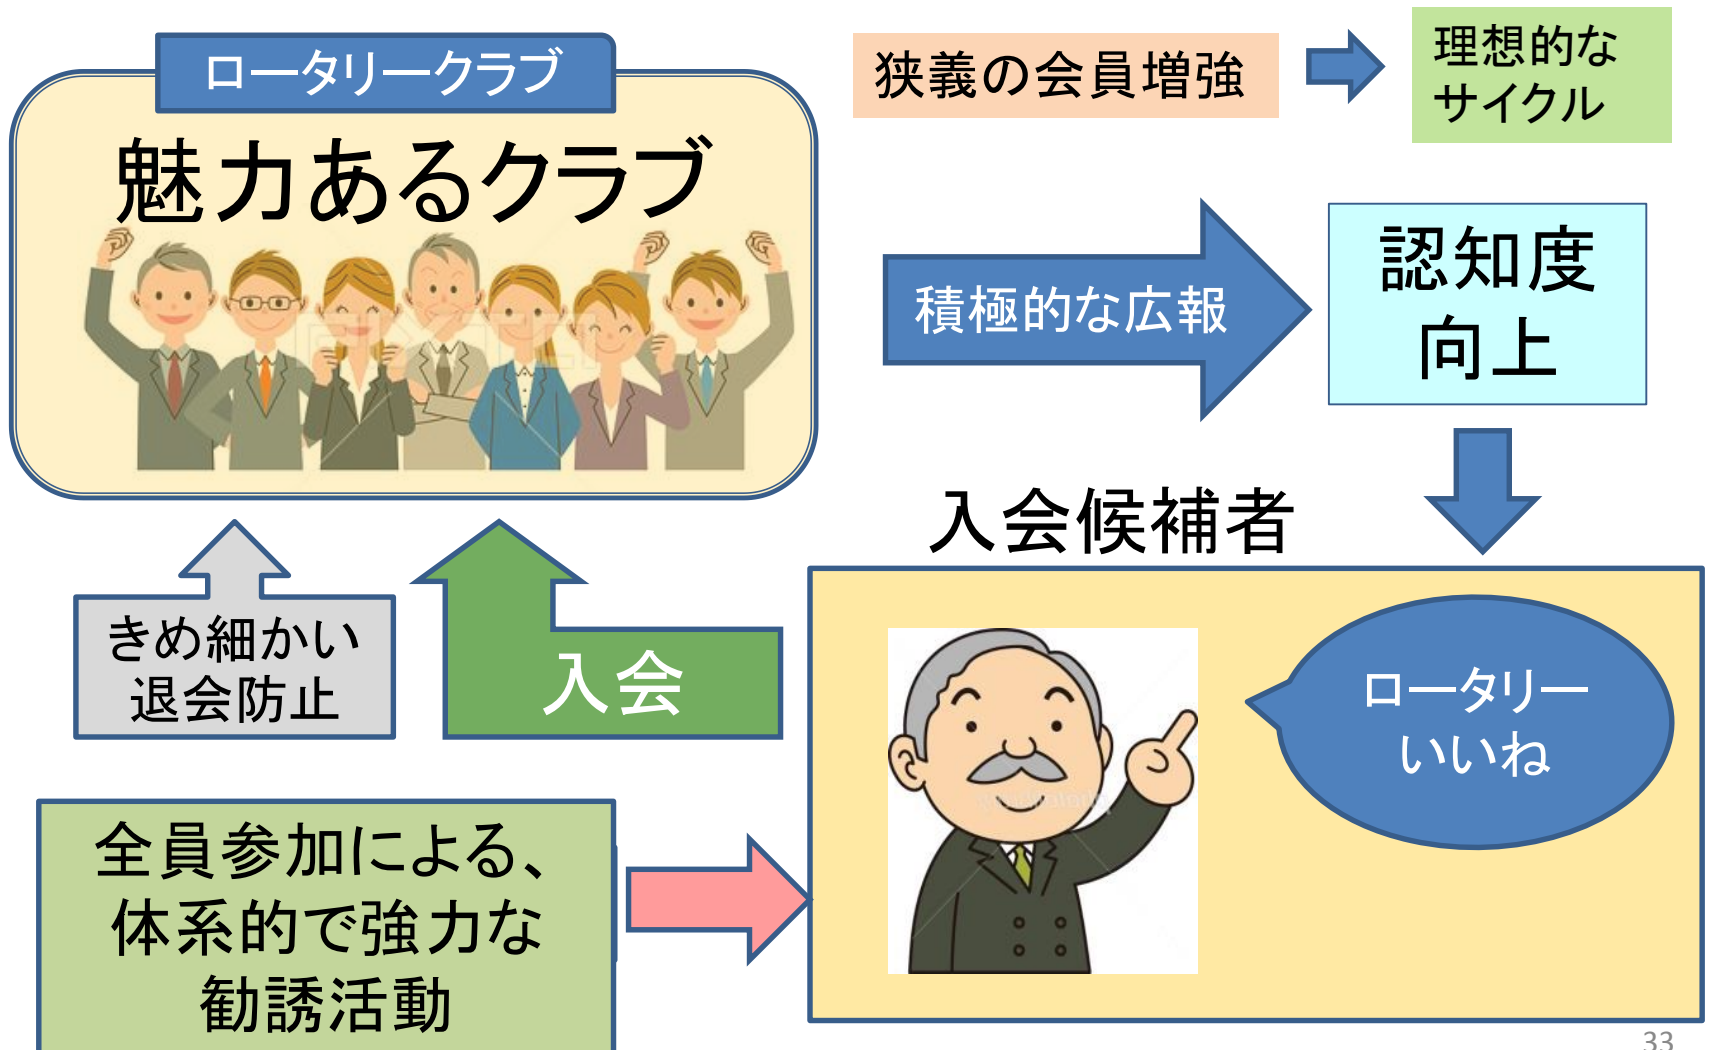 ロータリークラブ
魅力あるクラブ
狭義の会員増強
理想的な
サイクル
積極的な広報
認知度
向上
入会候補者
ロータリー
いいね
きめ細かい
退会防止
入会
全員参加による、
体系的で強力な
勧誘活動
33